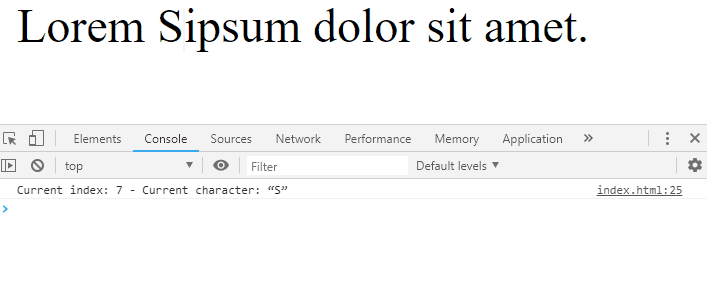 Lorem Sipsum dolor sit amet.
Elements Console Sources Network Performance Memory Application »
top Filter Default levels
Current index: 7 - Current character: “S” index.html:25